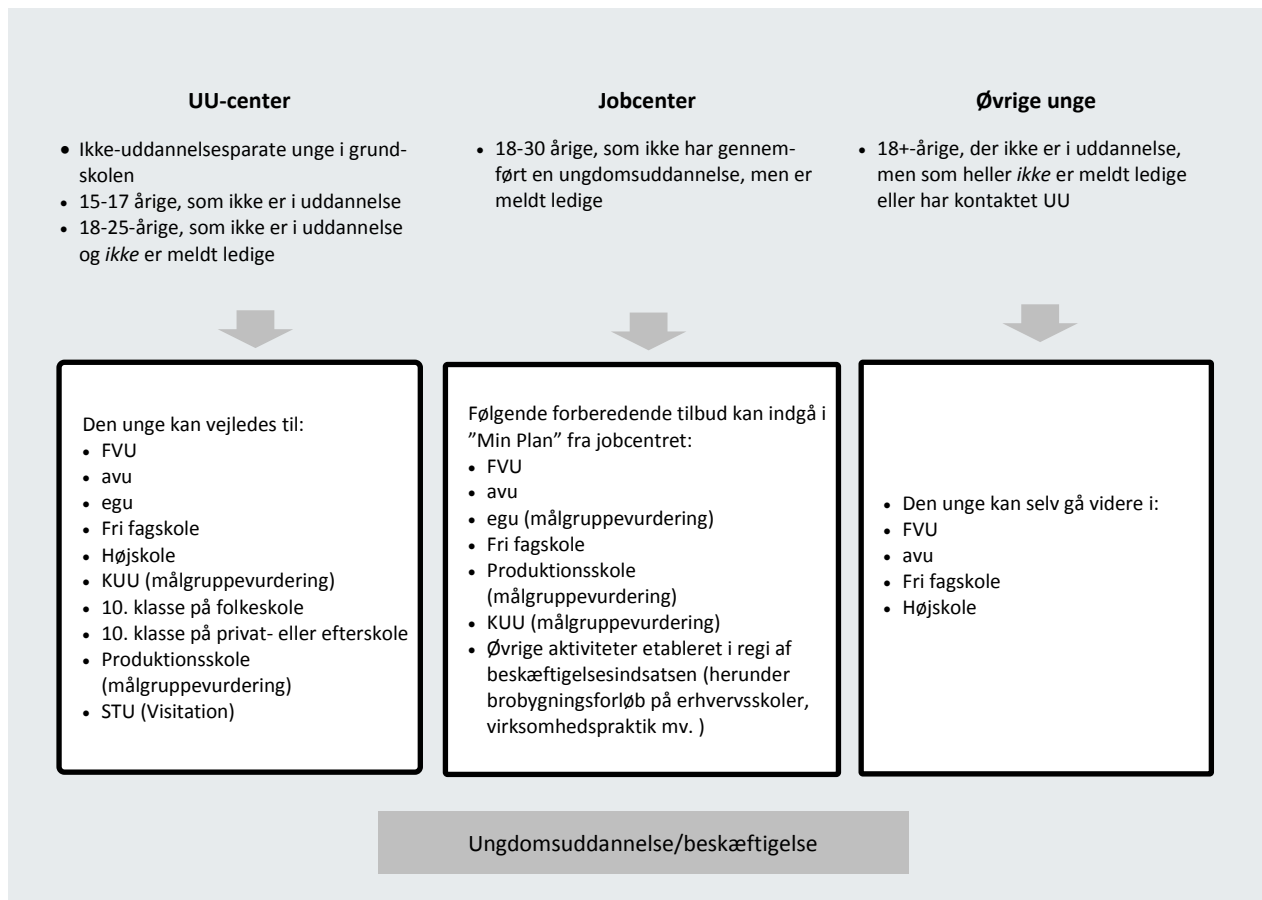 UU-center
• Ikke-uddannelsesparate unge i grund-
skolen
• 15-17 årige, som ikke er i uddannelse
• 18-25-årige, som ikke er i uddannelse
og ikke er meldt ledige
Jobcenter
• 18-30 årige, som ikke har gennem-
ført en ungdomsuddannelse, men er
meldt ledige
Øvrige unge
• 18+-årige, der ikke er i uddannelse,
men som heller ikke er meldt ledige
eller har kontaktet UU
Den unge kan vejledes til:
• FVU
• avu
• egu
• Fri fagskole
• Højskole
• KUU (målgruppevurdering)
• 10. klasse på folkeskole
• 10. klasse på privat- eller efterskole
• Produktionsskole
(målgruppevurdering)
• STU (Visitation)
Følgende forberedende tilbud kan indgå i
”Min Plan” fra jobcentret:
• FVU
• avu
• egu (målgruppevurdering)
• Fri fagskole
• Produktionsskole
(målgruppevurdering)
• KUU (målgruppevurdering)
• Øvrige aktiviteter etableret i regi af
beskæftigelsesindsatsen (herunder
brobygningsforløb på erhvervsskoler,
virksomhedspraktik mv. )
• Den unge kan selv gå videre i:
• FVU
• avu
• Fri fagskole
• Højskole
Ungdomsuddannelse/beskæftigelse